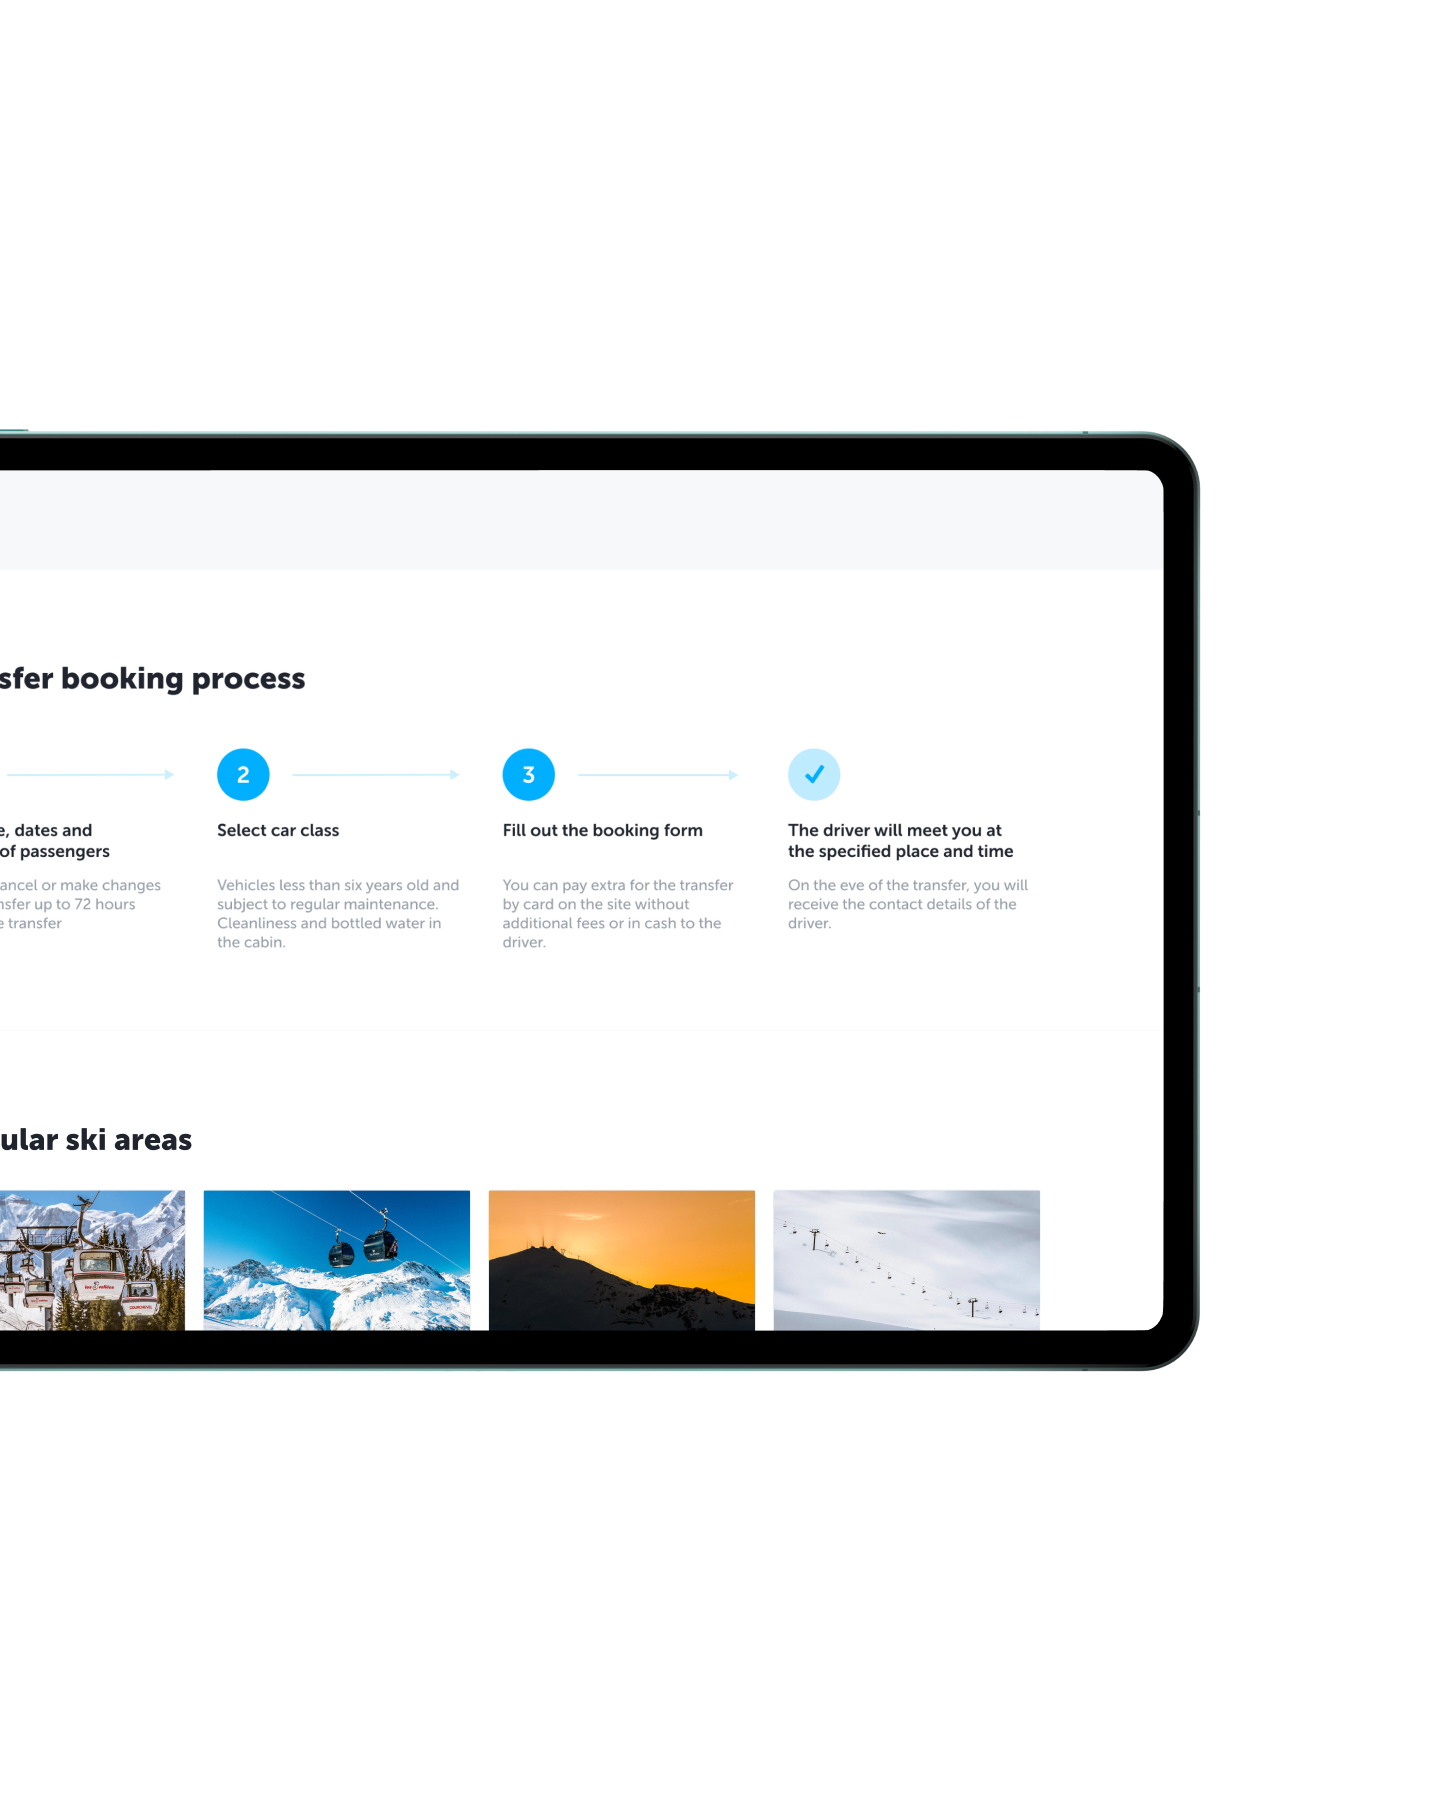 sfer booking process
2
3
e, dates and
of passengers
ancel or make changes
nsfer up to 72 hours
e transfer
Select car class
Vehicles less than six years old and
subject to regular maintenance.
Cleanliness and bottled water in
the cabin.
Fill out the booking form
You can pay extra for the transfer
by card on the site without
additional fees or in cash to the
driver.
The driver will meet you at
the specified place and time
On the eve of the transfer, you will
receive the contact details of the
driver.
ular ski areas
COURCHEVEL